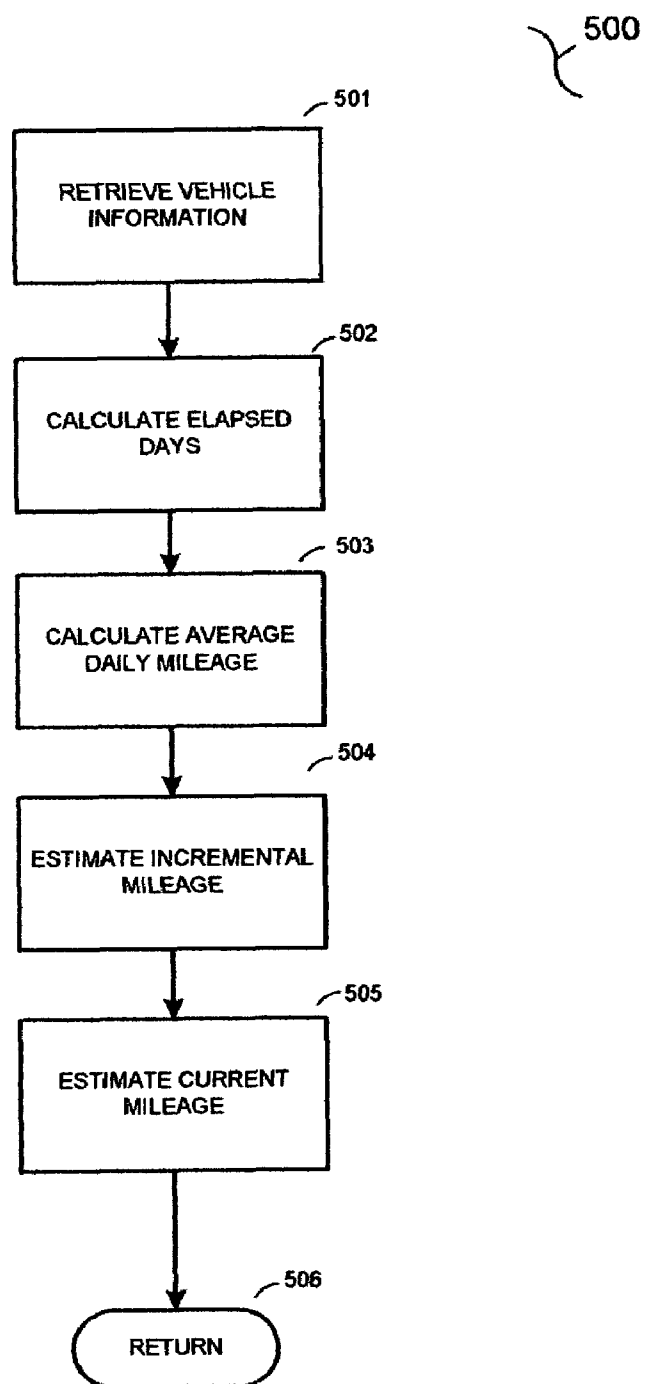 500
501
RETRIEVE VEHICLE
INFORMATION
502
CALCULATE ELAPSED
DAYS
503
CALCULATE AVERAGE
DAILY MILEAGE
504
ESTIMATE INCREMENTAL
MILEAGE
505
ESTIMATE CURRENT
MILEAGE
506
RETURN